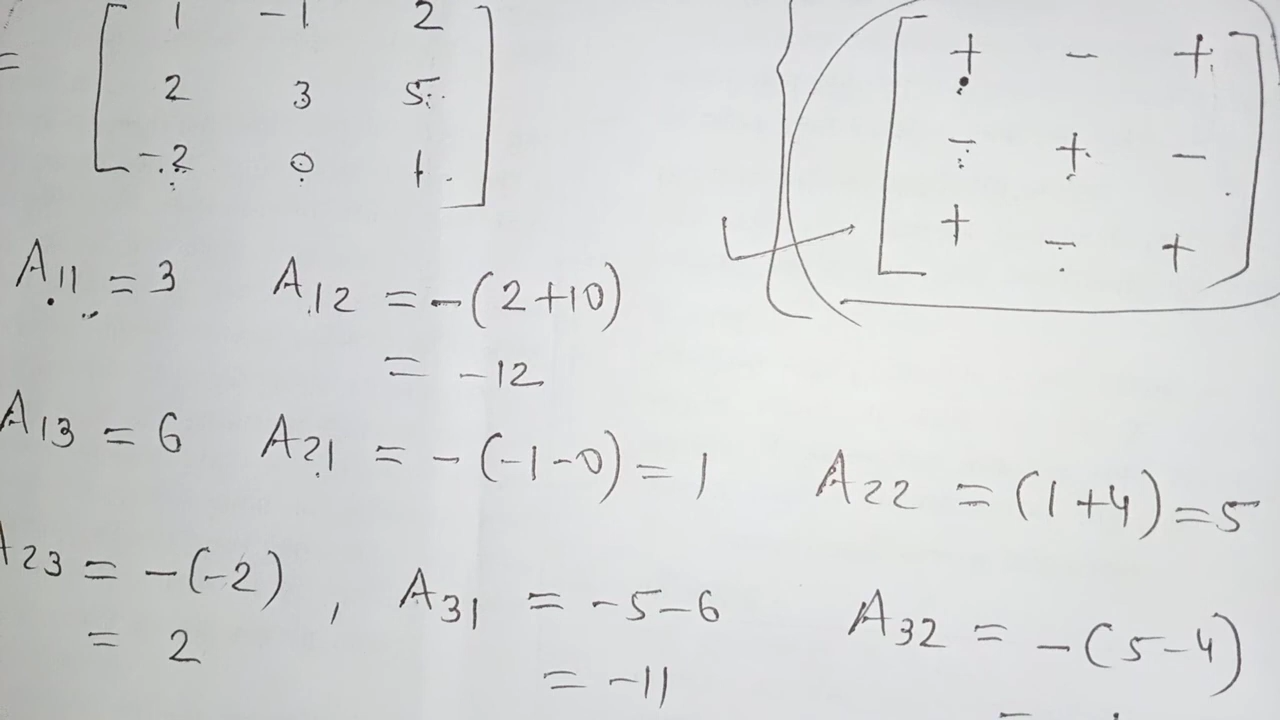 1 -1 2
= 2 3 5
-2 0 1
+ - +
- + -
+ - +
A11 = 3 A12 = -(2+10)
= -12
A13 = 6 A21 = -(-1-0) = 1 A22 = (1+4) = 5
A23 = -(-2) , A31 = -5-6 A32 = -(5-4)
= 2 = -11